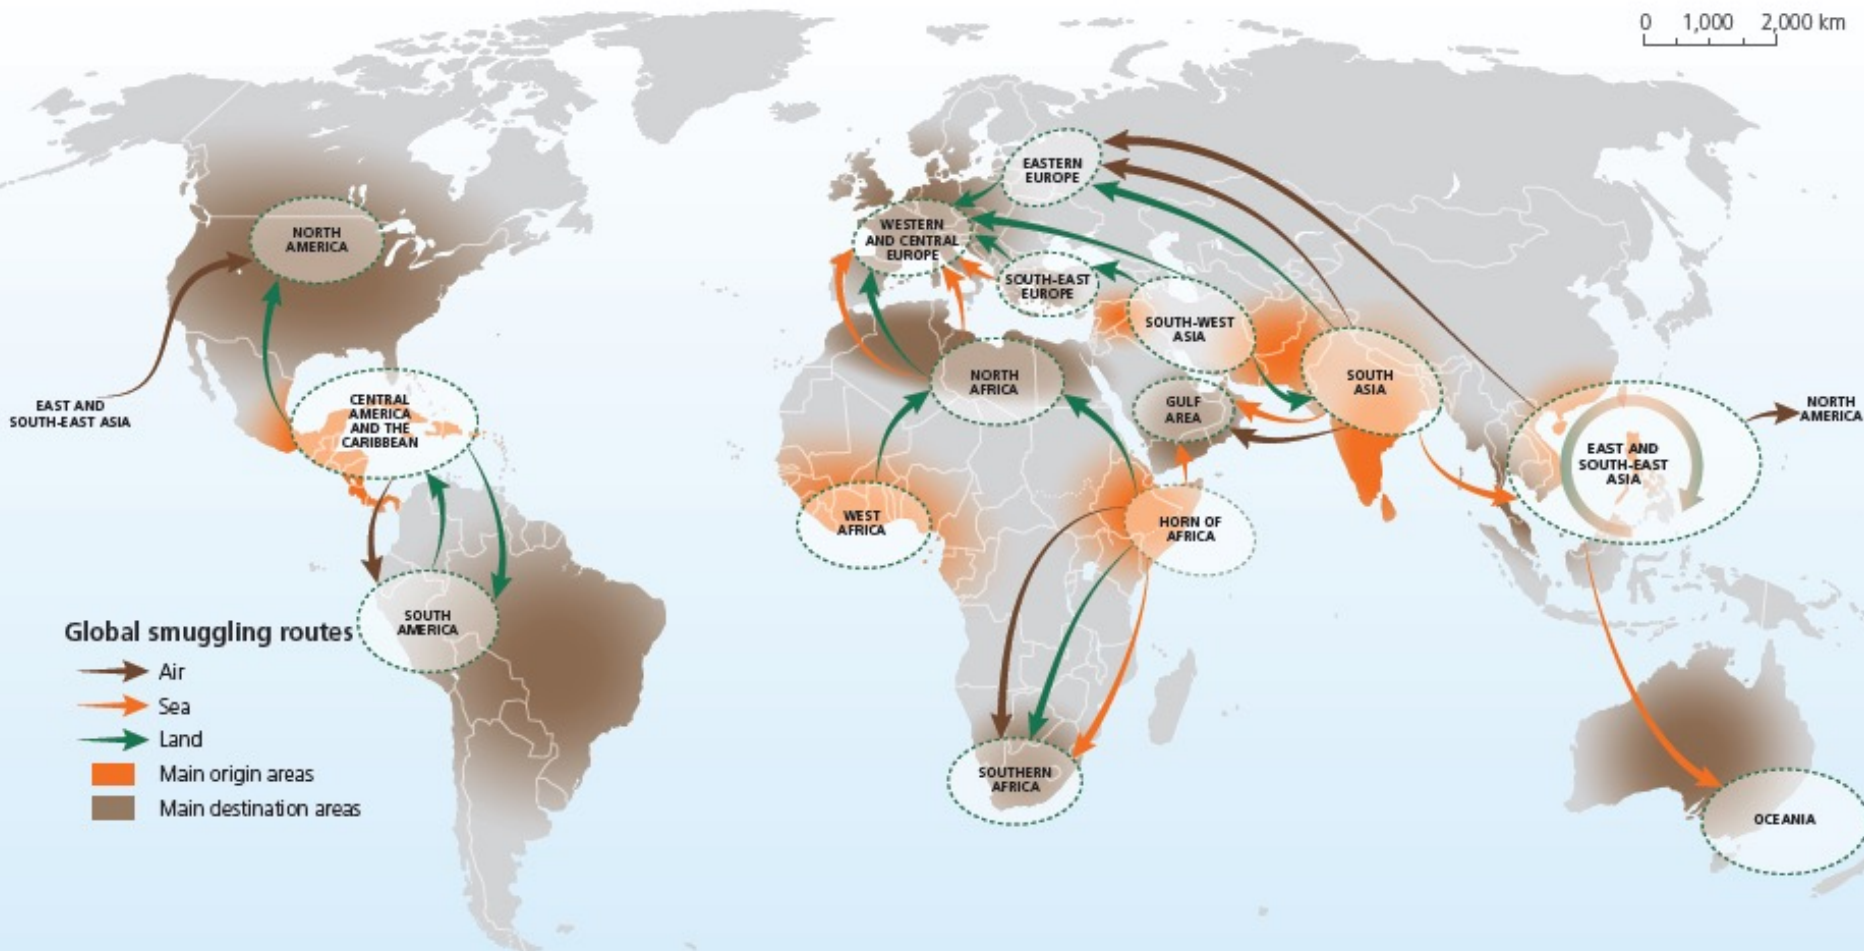 0 1,000 2,000 km
EASTERN
EUROPE
NORTH
AMERICA
WESTERN
AND CENTRAL
EUROPE
SOUTH-EAST
EUROPE
SOUTH-WEST
ASIA
NORTH
AFRICA
SOUTH
ASIA
GULF
AREA
EAST AND
SOUTH-EAST ASIA
CENTRAL
AMERICA
AND THE
CARIBBEAN
NORTH
AMERICA
EAST AND
SOUTH-EAST
ASIA
WEST
AFRICA
HORN OF
AFRICA
SOUTH
AMERICA
Global smuggling routes
Air
Sea
Land
Main origin areas
Main destination areas
SOUTHERN
AFRICA
OCEANIA